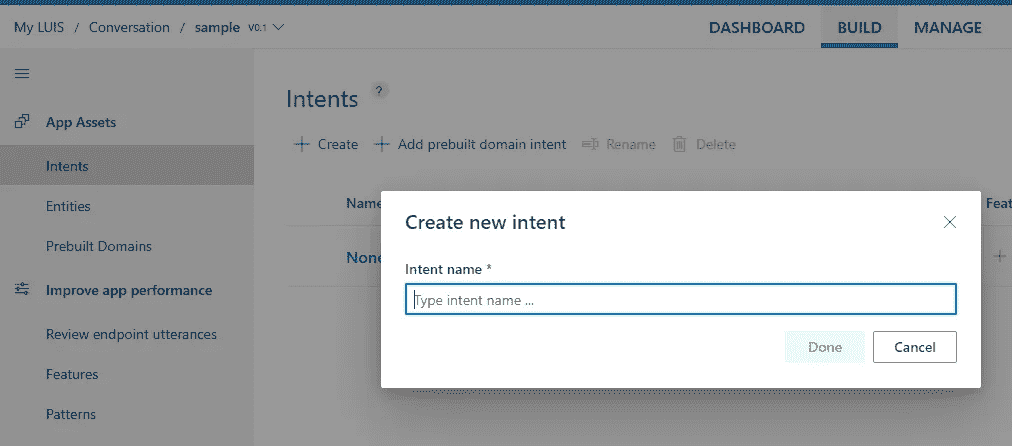 My LUIS / Conversation / sample V0.1
DASHBOARD BUILD MANAGE
Intents ?
App Assets
Create Add prebuilt domain intent Rename Delete
Intents
Name
Create new intent
Entities
None
Intent name *
Prebuilt Domains
Type intent name ...
Improve app performance
Done Cancel
Review endpoint utterances
Features
Patterns